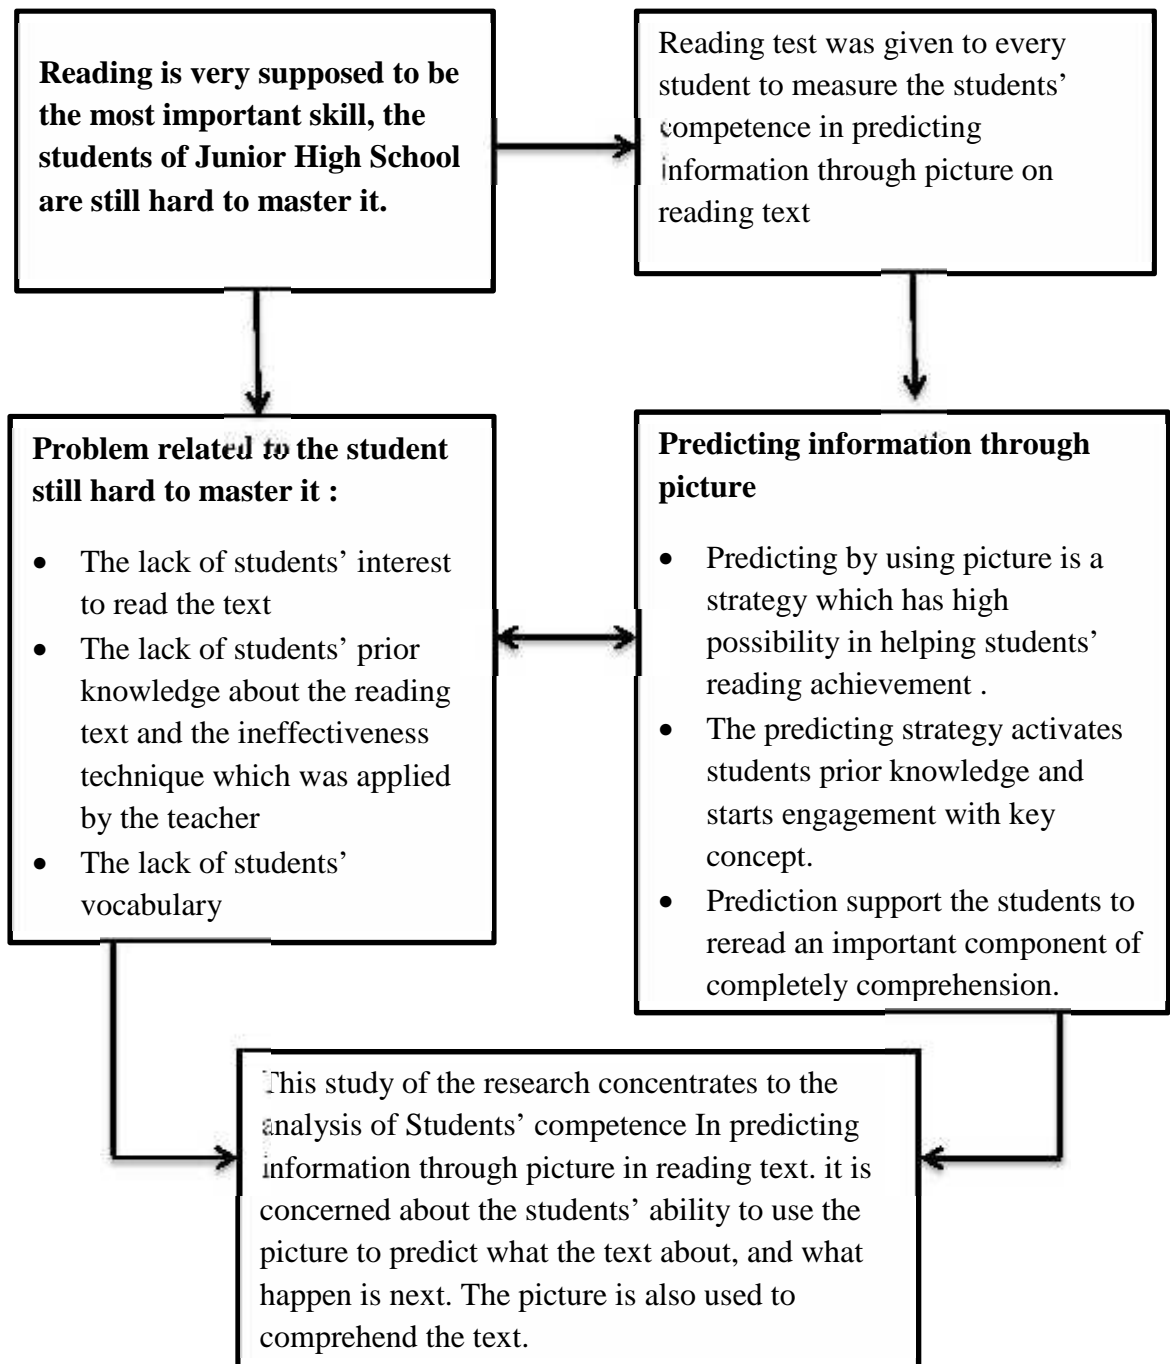 Reading is very supposed to be
the most important skill, the
students of Junior High School
are still hard to master it.
Reading test was given to every
student to measure the students’
competence in predicting
information through picture on
reading text
Problem related to the student
still hard to master it :
• The lack of students’ interest
to read the text
• The lack of students’ prior
knowledge about the reading
text and the ineffectiveness
technique which was applied
by the teacher
• The lack of students’
vocabulary
Predicting information through
picture
• Predicting by using picture is a
strategy which has high
possibility in helping students’
reading achievement .
• The predicting strategy activates
students prior knowledge and
starts engagement with key
concept.
• Prediction support the students to
reread an important component of
completely comprehension.
This study of the research concentrates to the
analysis of Students’ competence In predicting
information through picture in reading text. it is
concerned about the students’ ability to use the
picture to predict what the text about, and what
happen is next. The picture is also used to
comprehend the text.